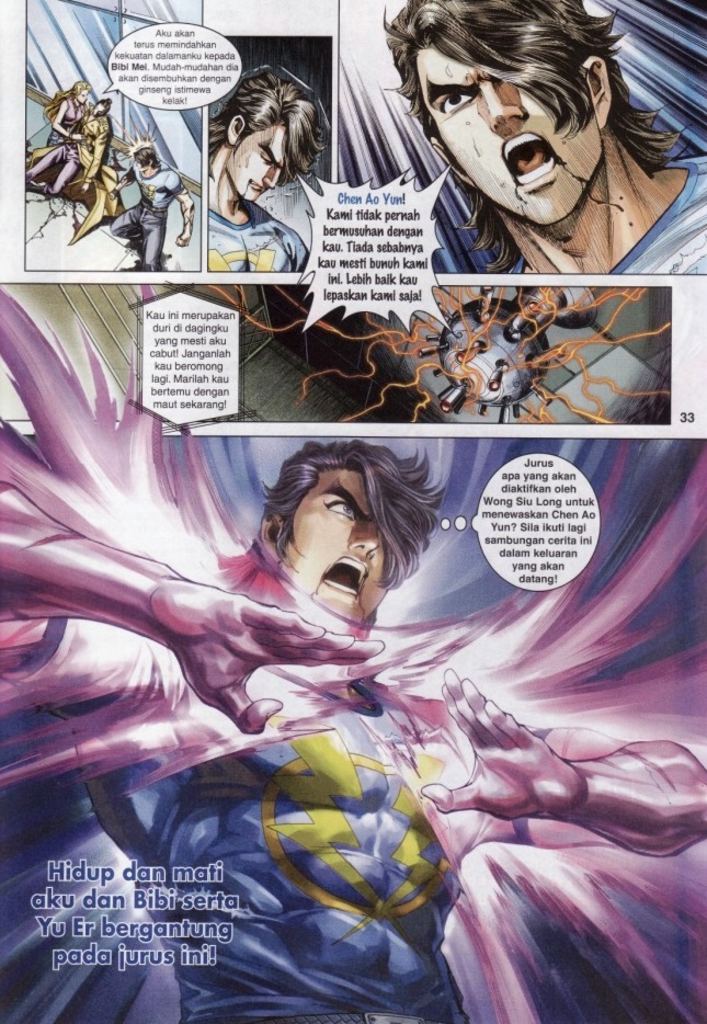 Aku akan
terus memindahkan
kekuatan dalamanku kepada
Bibi Mei. Mudah-mudahan dia
akan disembuhkan dengan
ginseng istimewa
kelak!
Chen Ao Yun!
Kami tidak pernah
bermusuhan dengan
kau. Tiada sebabnya
kau mesti bunuh kami
ini. Lebih baik kau
lepaskan kami saja!
Kau ini merupakan
duri di dagingku
yang mesti aku
cabut! Janganlah
kau beromong
lagi. Marilah kau
bertemu dengan
maut sekarang!
33
Jurus
apa yang akan
diaktifkan oleh
Wong Siu Long untuk
menewaskan Chen Ao
Yun? Sila ikuti lagi
sambungan cerita ini
dalam keluaran
yang akan
datang!
Hidup dan mati
aku dan Bibi serta
Yu Er bergantung
pada jurus ini!